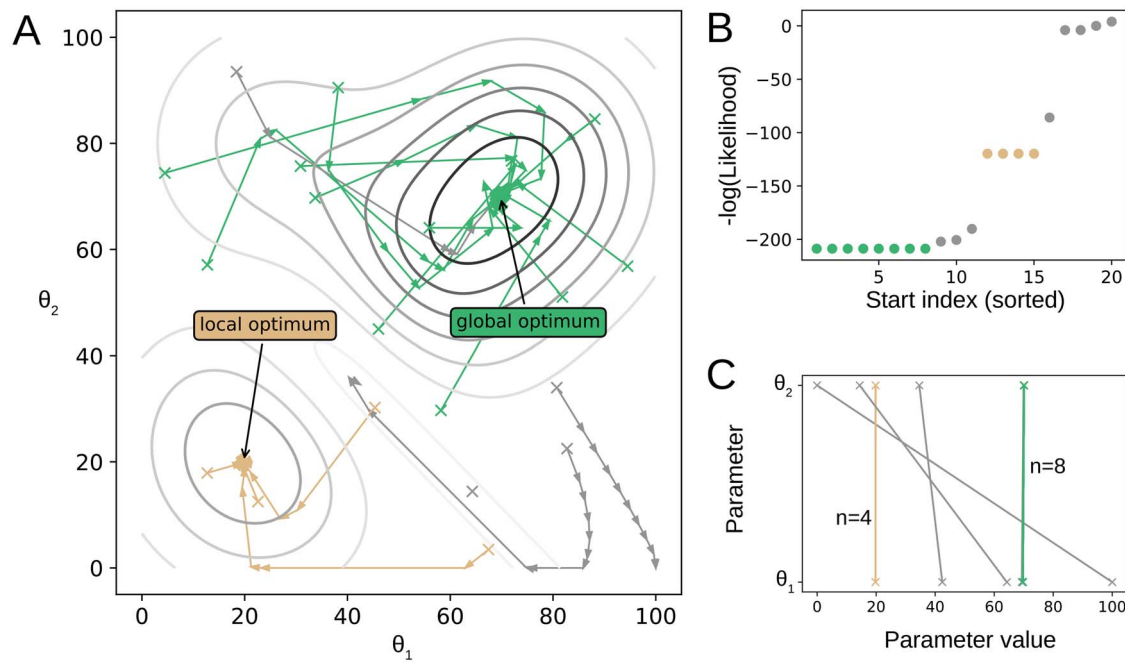 A
100
80
60
40
20
0
θ2
local optimum
global optimum
0 20 40 60 80 100
θ1
B
0
−50
−100
−150
−200
-log(Likelihood)
5 10 15 20
Start index (sorted)
C
θ2
θ1
Parameter
n=4
n=8
0 20 40 60 80 100
Parameter value